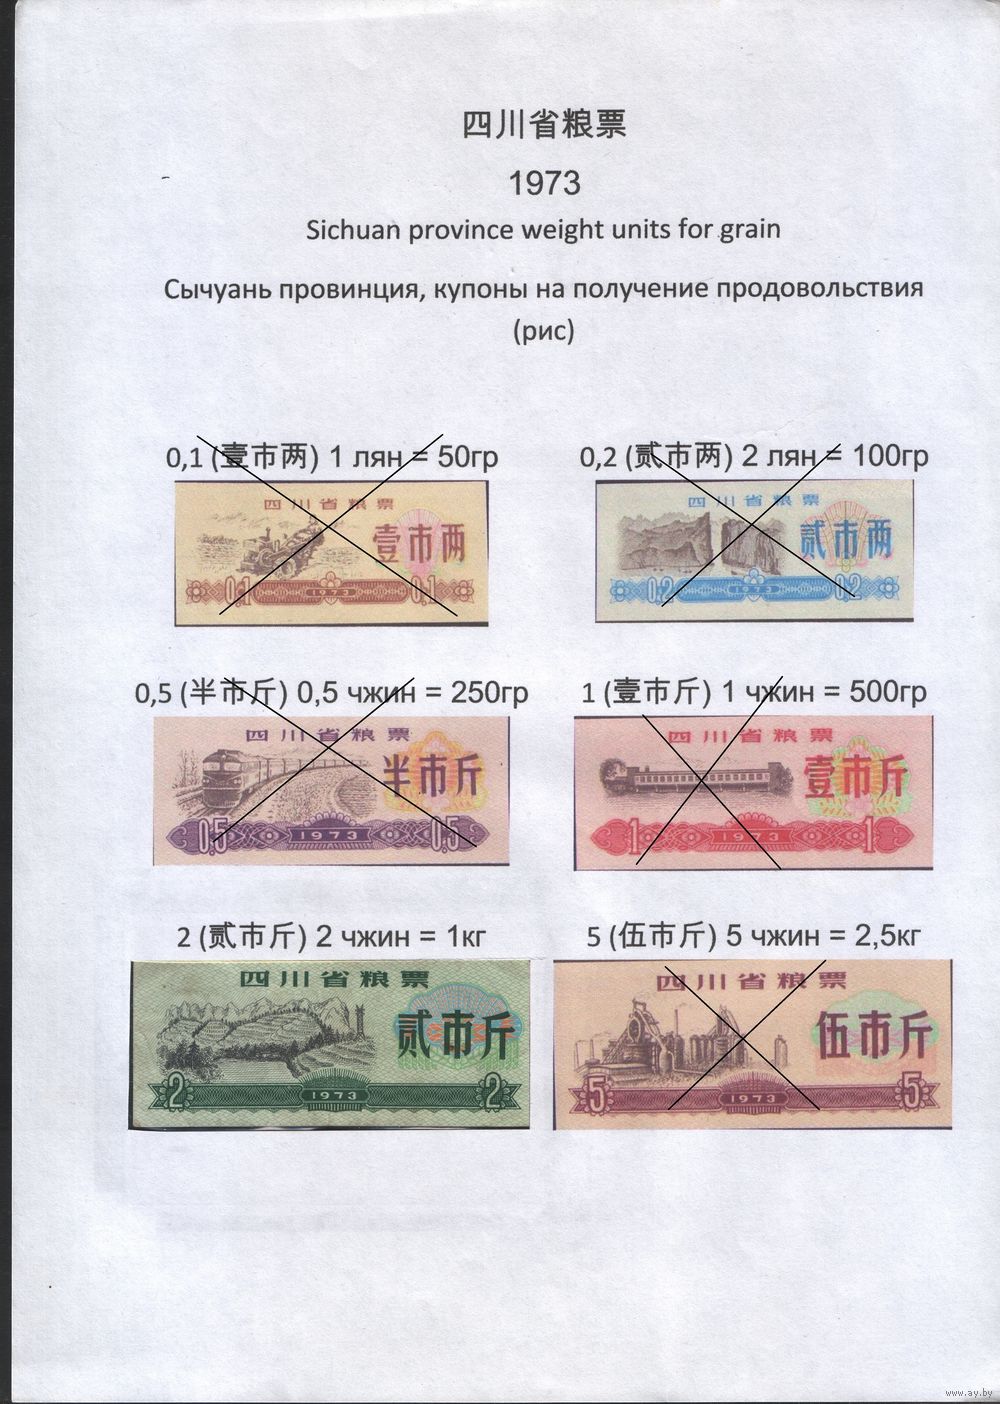 四川省粮票
1973
Sichuan province weight units for grain
Сычуань провинция, купоны на получение продовольствия
(рис)
0,1 (壹市两) 1 лян = 50гр
0,2 (贰市两) 2 лян = 100гр
四川省粮票
壹市两
0.1 1973 0.1
四川省粮票
贰市两
0.2 1973 0.2
0,5 (半市斤) 0,5 чжин = 250гр
1 (壹市斤) 1 чжин = 500гр
四川省粮票
半市斤
0.5 1973 0.5
四川省粮票
壹市斤
1 1973 1
2 (贰市斤) 2 чжин = 1кг
5 (伍市斤) 5 чжин = 2,5кг
四川省粮票
贰市斤
2 1973 2
四川省粮票
伍市斤
5 1973 5
www.ay.by